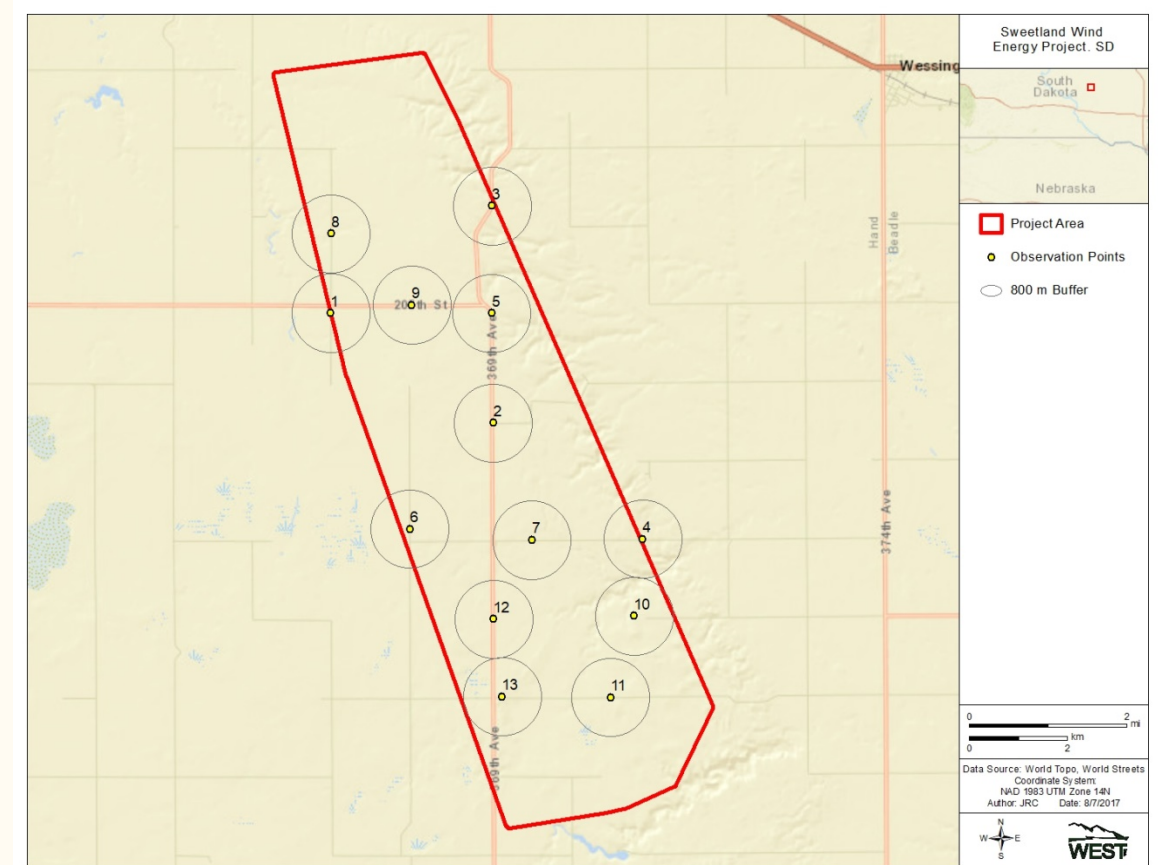 Sweetland Wind
Energy Project. SD
South
Dakota
Nebraska
Project Area
Observation Points
800 m Buffer
Wessing
Hand
Beadle
3
8
9
1
5
369th Ave
2
6
7
4
374th Ave
12
10
13
11
369th Ave
0 2 mi
km
0 2
Data Source: World Topo, World Streets
Coordinate System:
NAD 1983 UTM Zone 14N
Author: JRC Date: 8/7/2017
N
W E
S
WEST